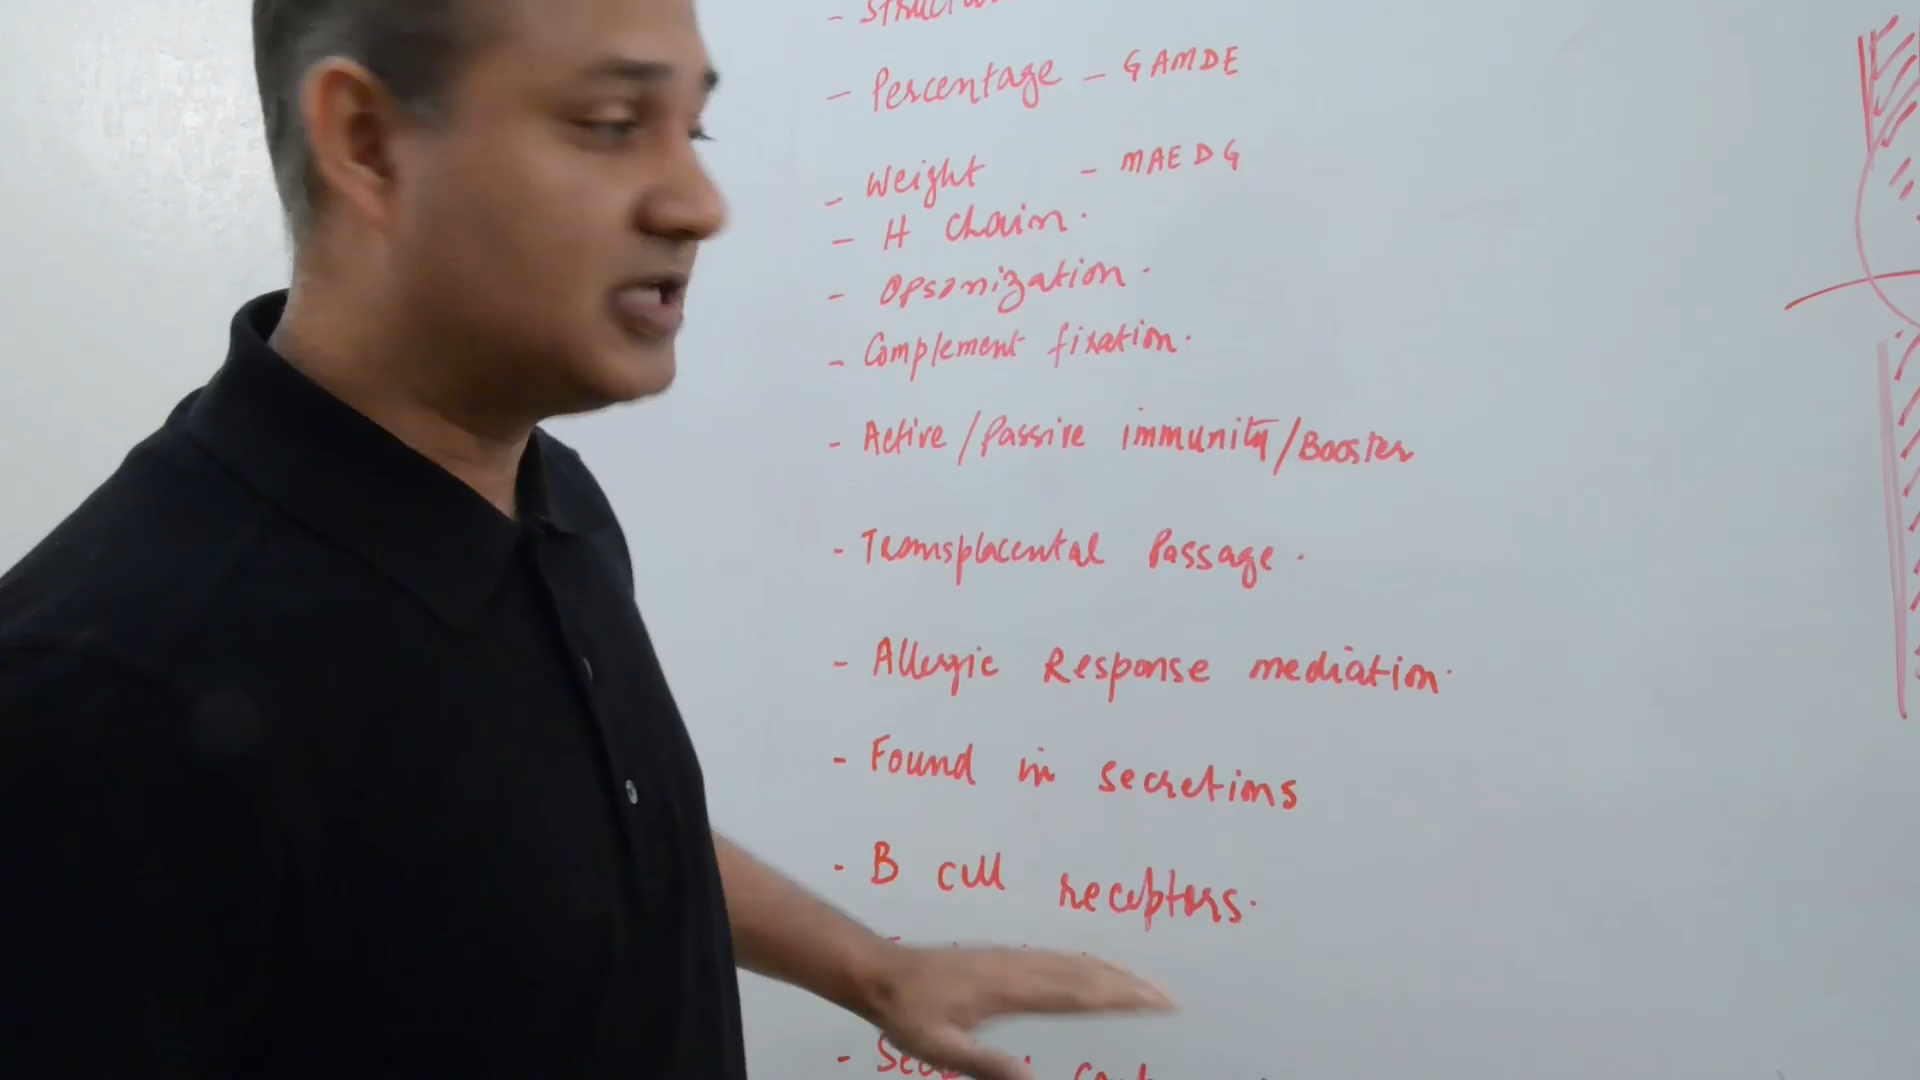 - Percentage - GAMDE
- Weight - MAEDG
- H chain.
- Opsonization.
- Complement fixation.
- Active/Passive immunity/Booster
- Transplacental Passage.
- Allergic Response mediation.
- Found in secretions
- B cell receptors.